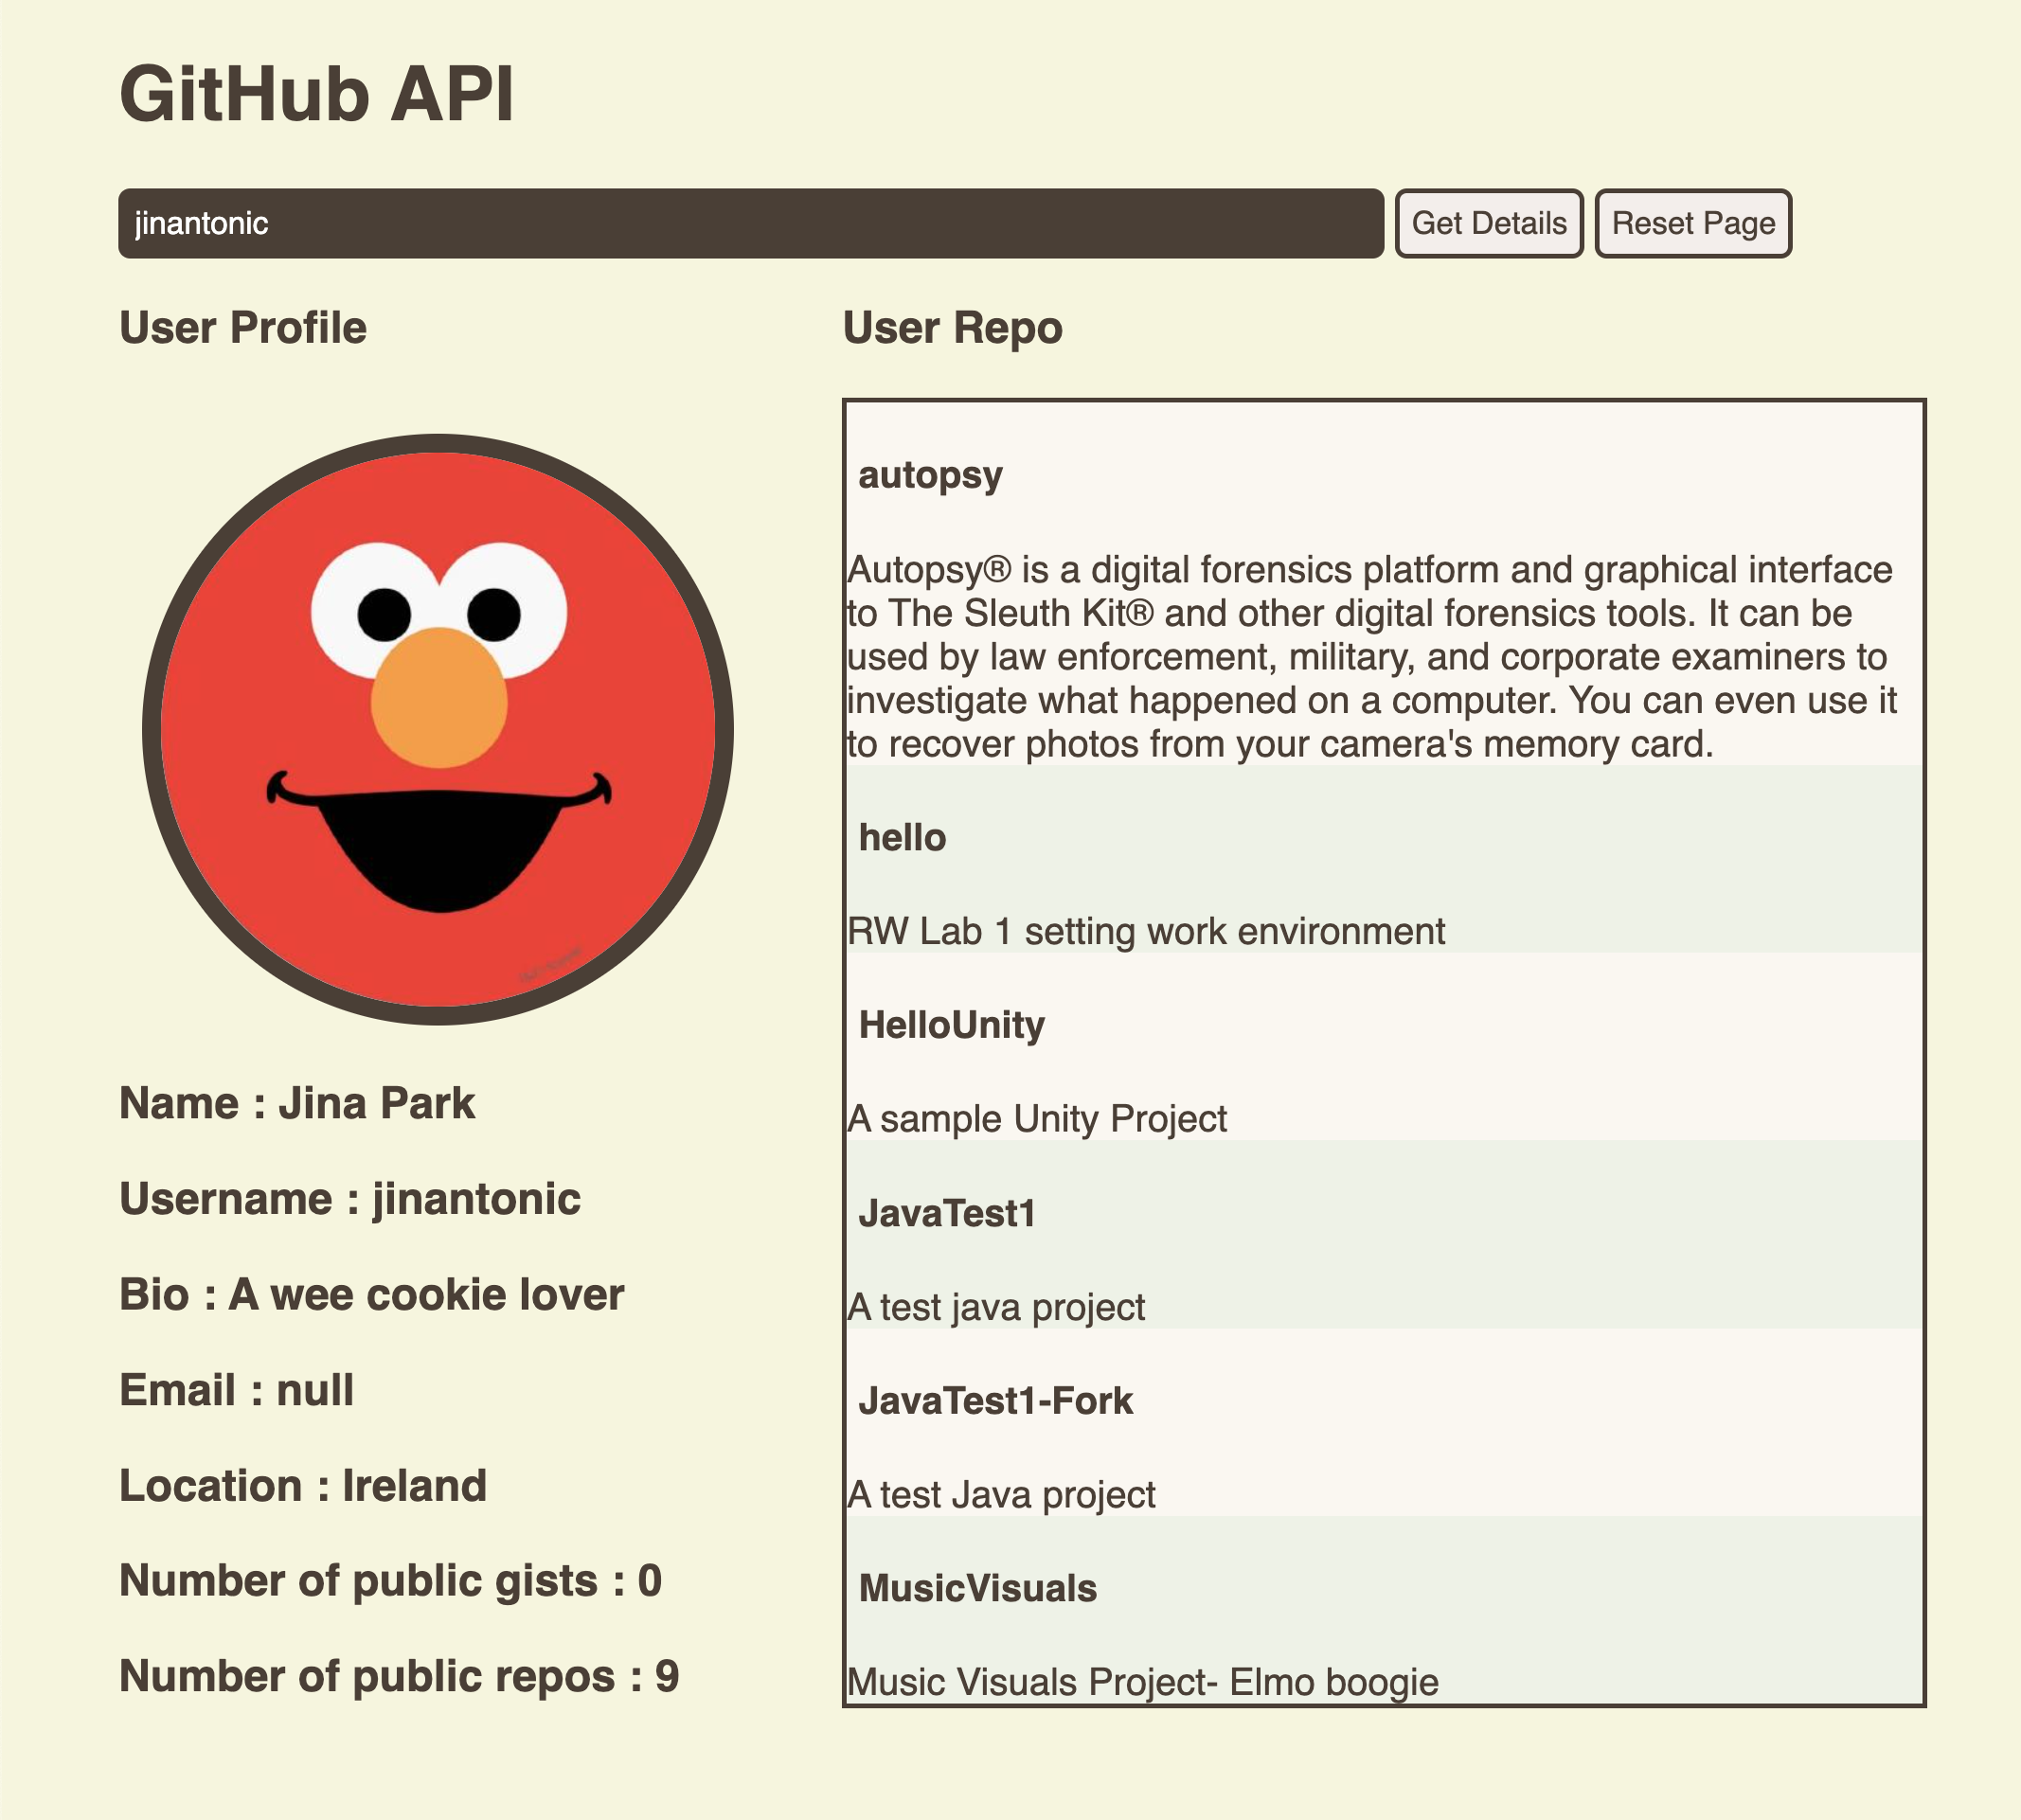 GitHub API
jinantonic
Get Details
Reset Page
User Profile
Name : Jina Park
Username : jinantonic
Bio : A wee cookie lover
Email : null
Location : Ireland
Number of public gists : 0
Number of public repos : 9
User Repo
autopsy
Autopsy® is a digital forensics platform and graphical interface
to The Sleuth Kit® and other digital forensics tools. It can be
used by law enforcement, military, and corporate examiners to
investigate what happened on a computer. You can even use it
to recover photos from your camera's memory card.
hello
RW Lab 1 setting work environment
HelloUnity
A sample Unity Project
JavaTest1
A test java project
JavaTest1-Fork
A test Java project
MusicVisuals
Music Visuals Project- Elmo boogie